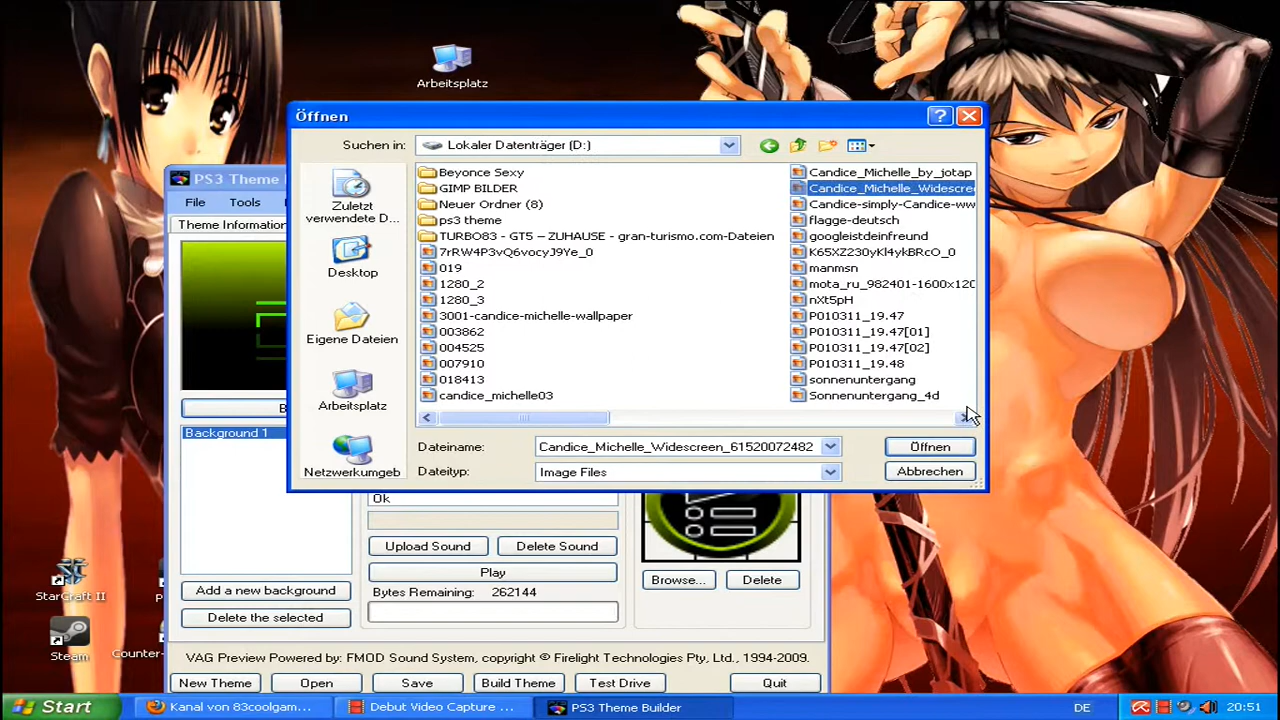 Arbeitsplatz
Öffnen
Suchen in:
Lokaler Datenträger (D:)
Zuletzt
verwendete D...
Desktop
Eigene Dateien
Arbeitsplatz
Netzwerkumgeb
Beyonce Sexy
GIMP BILDER
Neuer Ordner (8)
ps3 theme
TURBO83 - GT5 – ZUHAUSE - gran-turismo.com-Dateien
7rRW4P3vQ6vocyJ9Ye_0
019
1280_2
1280_3
3001-candice-michelle-wallpaper
003862
004525
007910
018413
candice_michelle03
Candice_Michelle_by_jotap
Candice_Michelle_Widescree
Candice-simply-Candice-ww
flagge-deutsch
googleistdeinfreund
K65XZ230yKl4ykBRcO_0
manmsn
mota_ru_982401-1600x120
nXt5pH
P010311_19.47
P010311_19.47[01]
P010311_19.47[02]
P010311_19.48
sonnenuntergang
Sonnenuntergang_4d
Dateiname:
Candice_Michelle_Widescreen_61520072482
Öffnen
Dateityp:
Image Files
Abbrechen
PS3 Theme
File
Tools
Theme Information
Background 1
Add a new background
Delete the selected
Ok
Upload Sound
Delete Sound
Play
Bytes Remaining:
262144
Browse...
Delete
VAG Preview Powered by: FMOD Sound System, copyright © Firelight Technologies Pty, Ltd., 1994-2009.
New Theme
Open
Save
Build Theme
Test Drive
Quit
StarCraft II
Steam
Counter-
Start
Kanal von 83coolgam...
Debut Video Capture ...
PS3 Theme Builder
DE
20:51